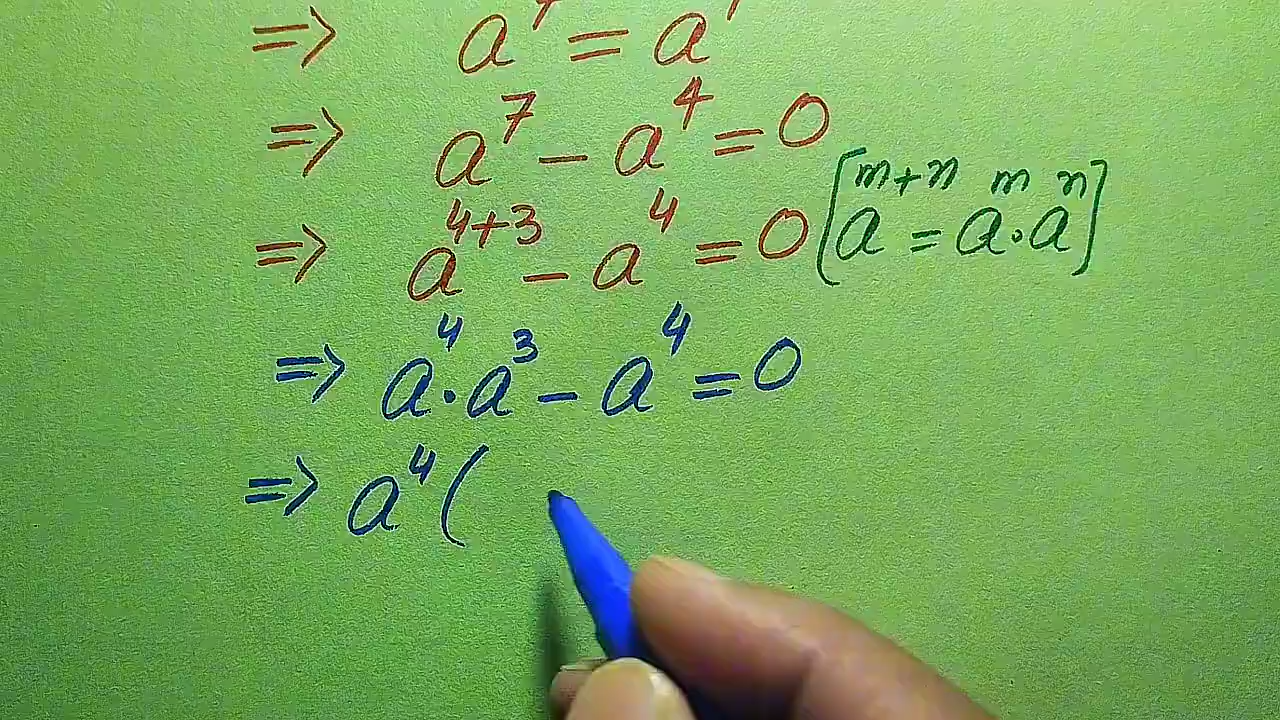 => a = a
=> a⁷ - a⁴ = 0
=> a⁴⁺³ - a⁴ = 0 [aᵐ⁺ⁿ = aᵐ·aⁿ]
=> a⁴·a³ - a⁴ = 0
=> a⁴(